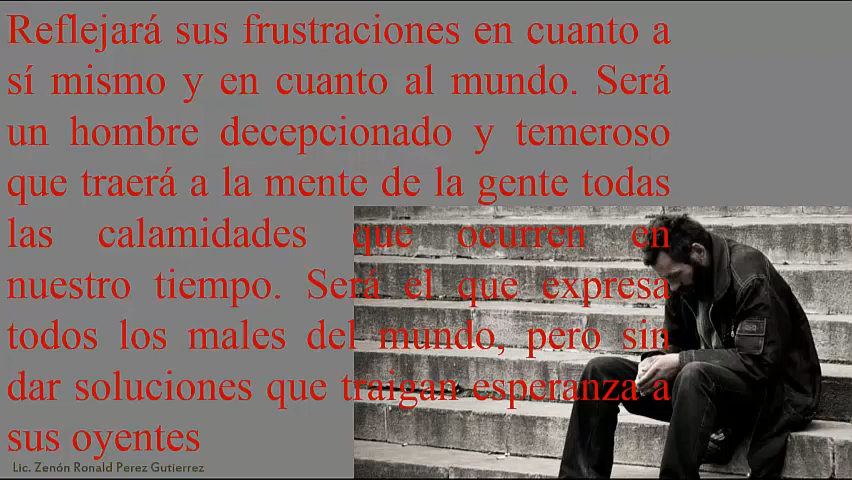 Reflejará sus frustraciones en cuanto a
sí mismo y en cuanto al mundo. Será
un hombre decepcionado y temeroso
que traerá a la mente de la gente todas
las calamidades que ocurren en
nuestro tiempo. Será el que expresa
todos los males del mundo, pero sin
dar soluciones que traigan esperanza a
sus oyentes
Lic. Zenón Ronald Perez Gutierrez